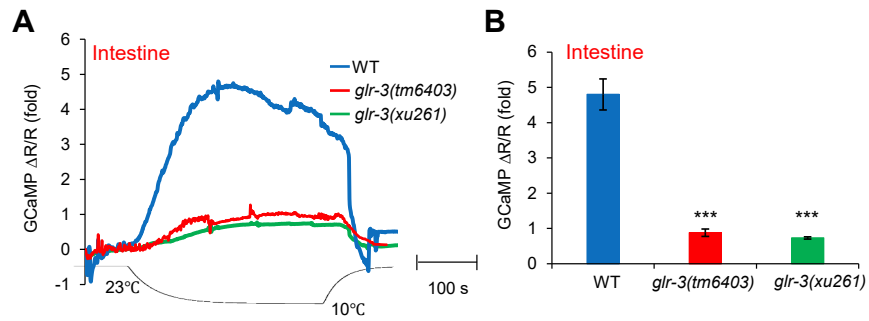 A
GCaMP ΔR/R (fold)
6
5
4
3
2
1
0
-1
Intestine
WT
glr-3(tm6403)
glr-3(xu261)
23℃
10℃
100 s
B
GCaMP ΔR/R (fold)
6
5
4
3
2
1
0
Intestine
***
***
WT
glr-3(tm6403)
glr-3(xu261)